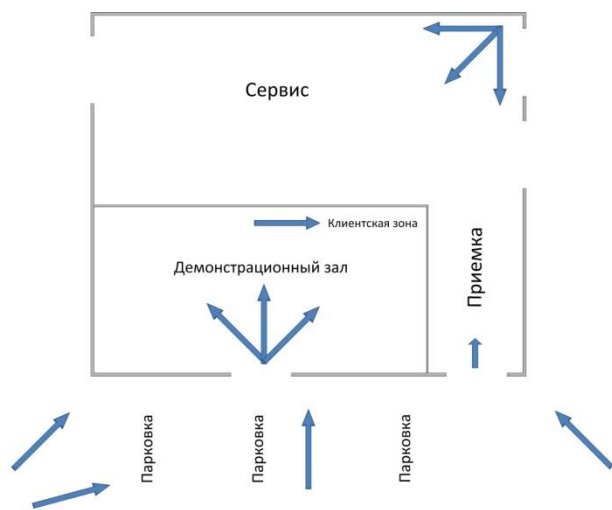 Сервис
Клиентская зона
Демонстрационный зал
Приемка
Парковка
Парковка
Парковка